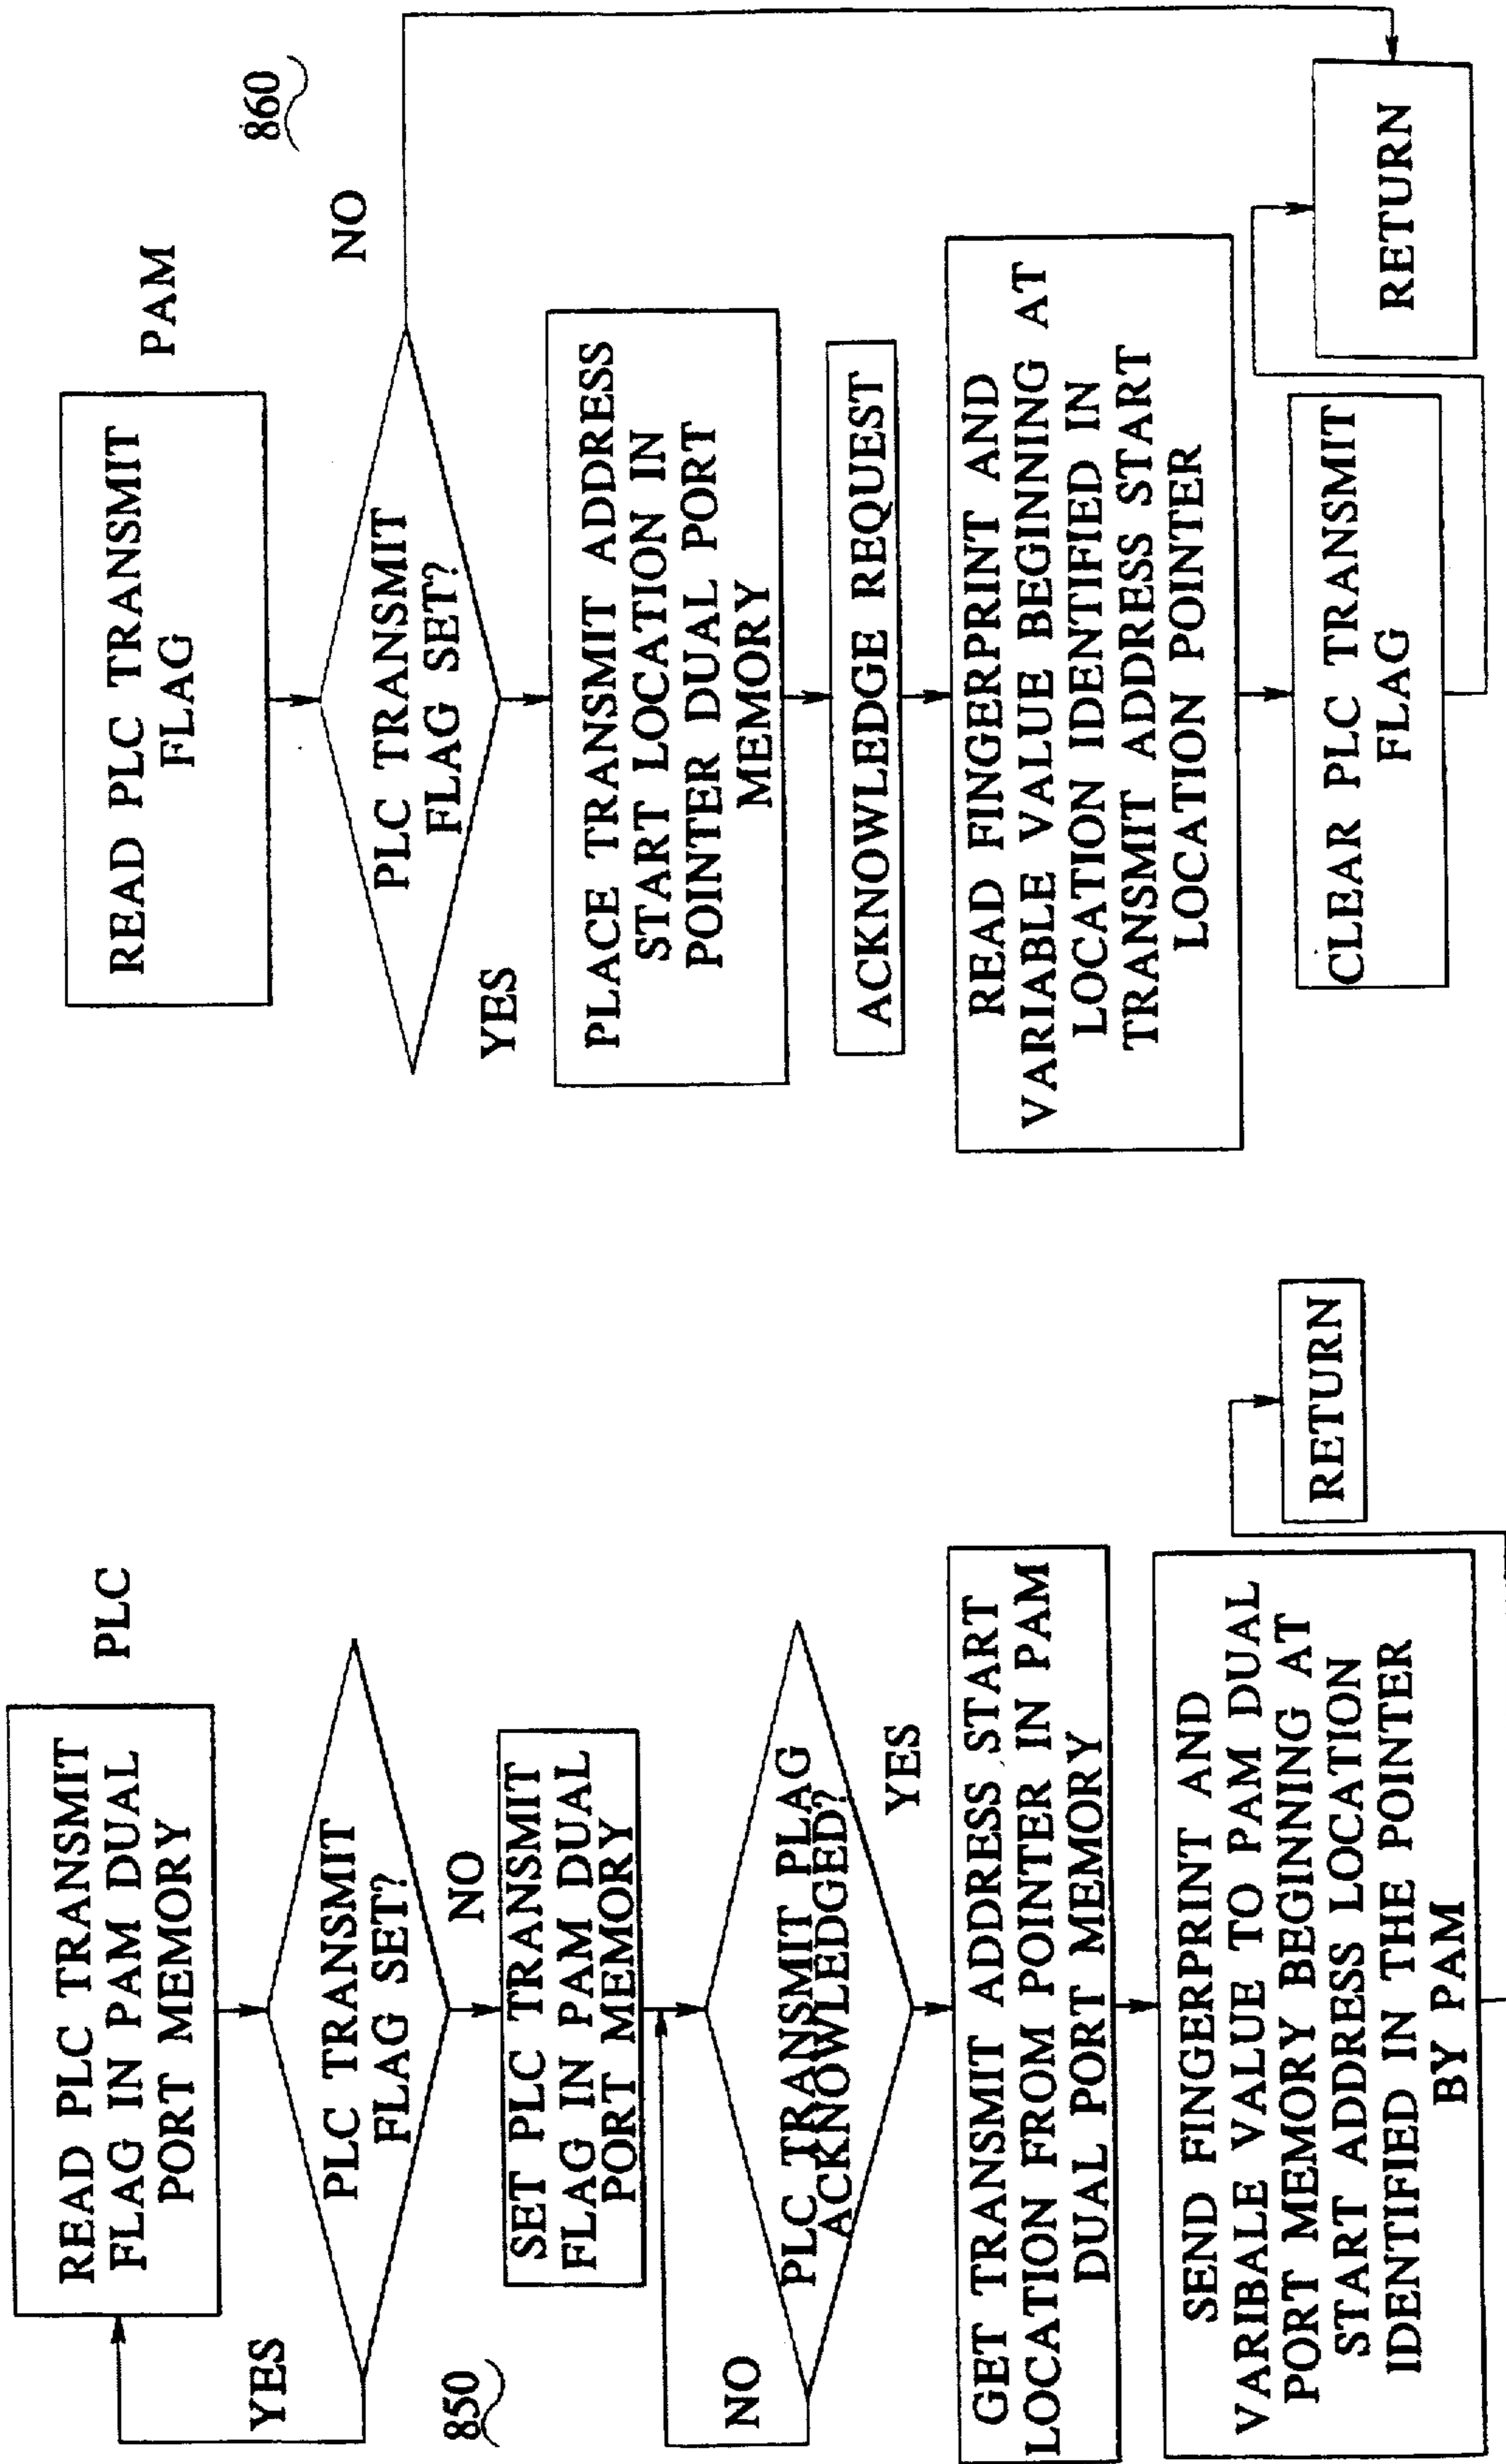 PLC
READ PLC TRANSMIT
FLAG IN PAM DUAL
PORT MEMORY
PLC TRANSMIT
FLAG SET?
YES
NO
850
SET PLC TRANSMIT
FLAG IN PAM DUAL
PORT MEMORY
PLC TRANSMIT PLAG
ACKNOWLEDGED?
NO
YES
GET TRANSMIT ADDRESS START
LOCATION FROM POINTER IN PAM
DUAL PORT MEMORY
SEND FINGERPRINT AND
VARIBALE VALUE TO PAM DUAL
PORT MEMORY BEGINNING AT
START ADDRESS LOCATION
IDENTIFIED IN THE POINTER
BY PAM
RETURN
PAM
860
READ PLC TRANSMIT
FLAG
PLC TRANSMIT
FLAG SET?
NO
YES
PLACE TRANSMIT ADDRESS
START LOCATION IN
POINTER DUAL PORT
MEMORY
ACKNOWLEDGE REQUEST
READ FINGERPRINT AND
VARIABLE VALUE BEGINNING AT
LOCATION IDENTIFIED IN
TRANSMIT ADDRESS START
LOCATION POINTER
CLEAR PLC TRANSMIT
FLAG
RETURN